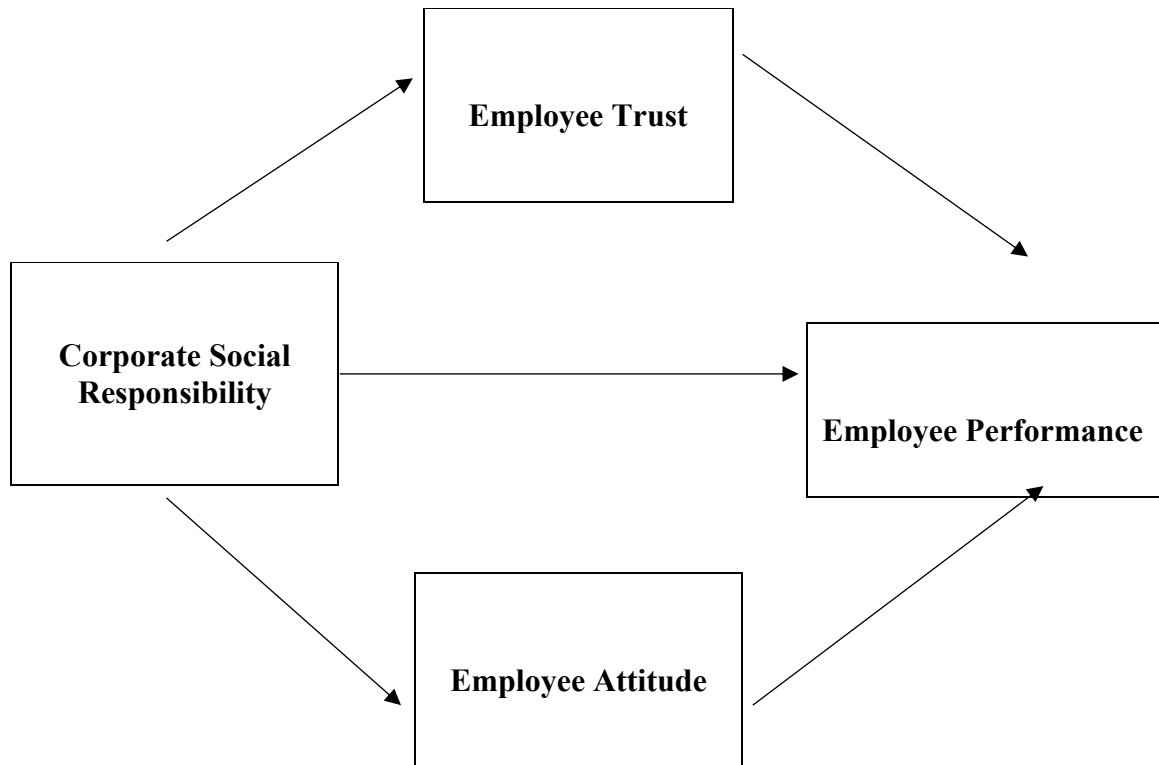 Employee Trust
Corporate Social
Responsibility
Employee Performance
Employee Attitude